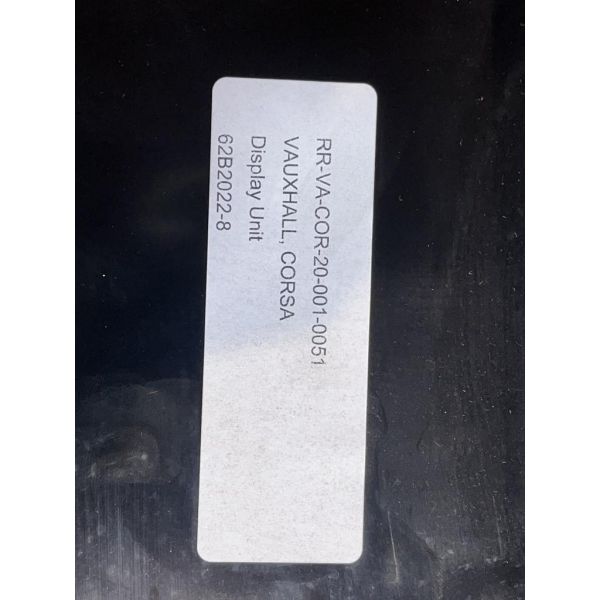 RR-VA-COR-20-001-0051
VAUXHALL, CORSA
Display Unit
62B2022-8